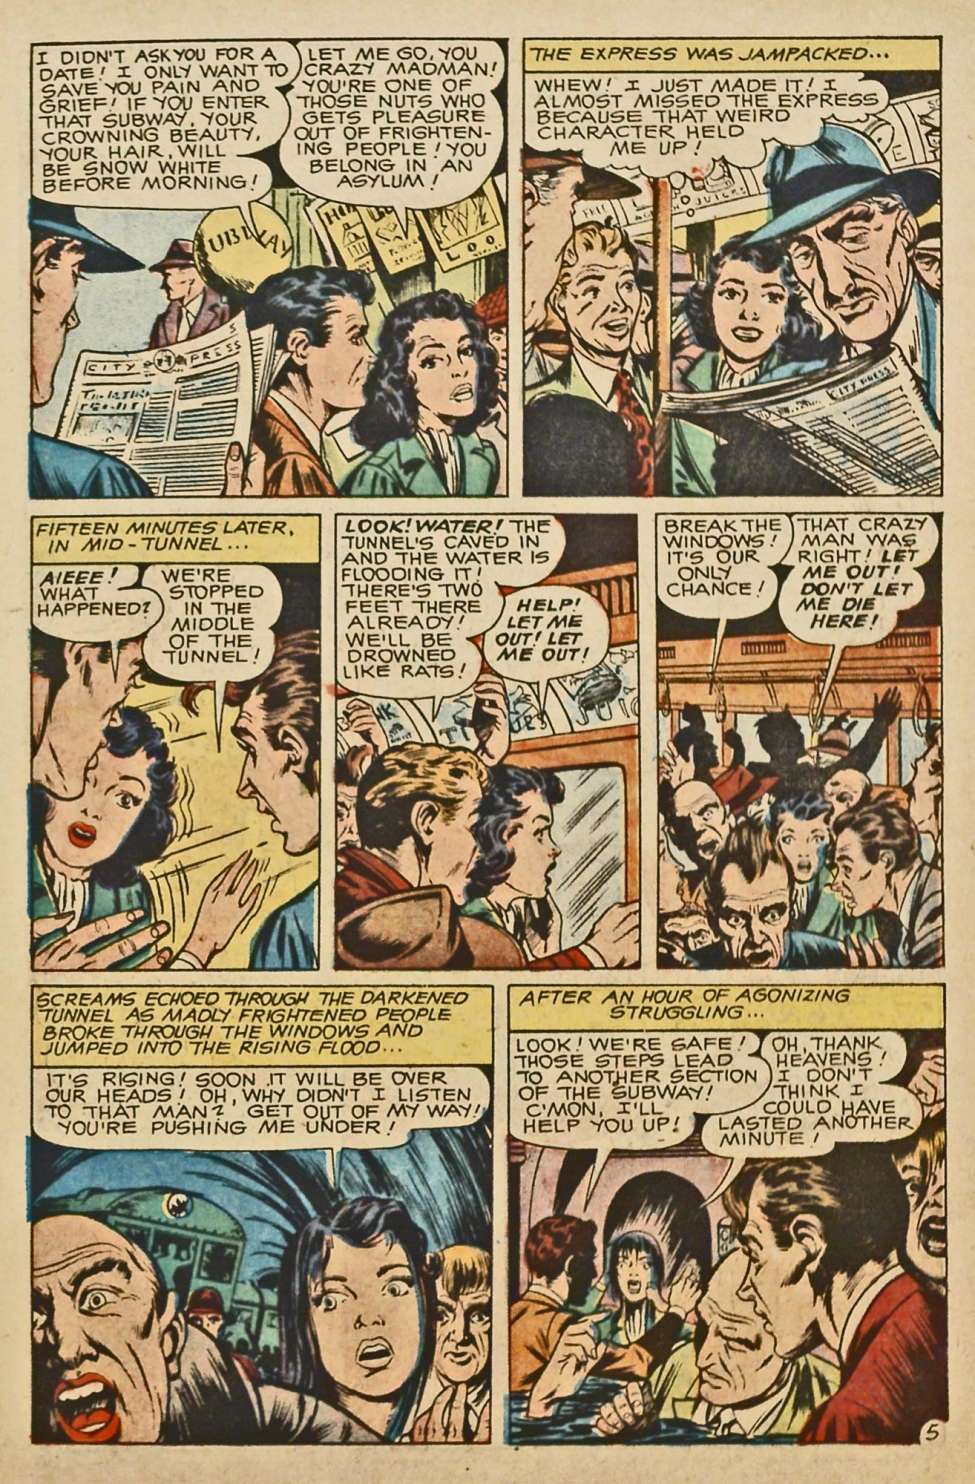 I DIDN'T ASK YOU FOR A
DATE! I ONLY WANT TO
SAVE YOU PAIN AND
GRIEF! IF YOU ENTER
THAT SUBWAY, YOUR
CROWNING BEAUTY,
YOUR HAIR, WILL
BE SNOW WHITE
BEFORE MORNING!
LET ME GO, YOU
CRAZY MADMAN!
YOU'RE ONE OF
THOSE NUTS WHO
GETS PLEASURE
OUT OF FRIGHTEN-
ING PEOPLE! YOU
BELONG IN AN
ASYLUM!
CITY PRESS
THE EXPRESS WAS JAMPACKED...
WHEW! I JUST MADE IT! I
ALMOST MISSED THE EXPRESS
BECAUSE THAT WEIRD
CHARACTER HELD
ME UP!
JUICES
CITY PRESS
FIFTEEN MINUTES LATER,
IN MID-TUNNEL...
AIEEE!
WHAT
HAPPENED?
WE'RE
STOPPED
IN THE
MIDDLE
OF THE
TUNNEL!
LOOK! WATER! THE
TUNNEL'S CAVED IN
AND THE WATER IS
FLOODING IT!
THERE'S TWO
FEET THERE
ALREADY!
WE'LL BE
DROWNED
LIKE RATS!
HELP!
LET ME
OUT! LET
ME OUT!
BREAK THE
WINDOWS!
IT'S OUR
ONLY
CHANCE!
THAT CRAZY
MAN WAS
RIGHT! LET
ME OUT!
DON'T LET
ME DIE
HERE!
SCREAMS ECHOED THROUGH THE DARKENED
TUNNEL AS MADLY FRIGHTENED PEOPLE
BROKE THROUGH THE WINDOWS AND
JUMPED INTO THE RISING FLOOD...
IT'S RISING! SOON IT WILL BE OVER
OUR HEADS! OH, WHY DIDN'T I LISTEN
TO THAT MAN? GET OUT OF MY WAY!
YOU'RE PUSHING ME UNDER!
AFTER AN HOUR OF AGONIZING
STRUGGLING...
LOOK! WE'RE SAFE!
THOSE STEPS LEAD
TO ANOTHER SECTION
OF THE SUBWAY!
C'MON, I'LL
HELP YOU UP!
OH, THANK
HEAVENS!
I DON'T
THINK I
COULD HAVE
LASTED ANOTHER
MINUTE!
5